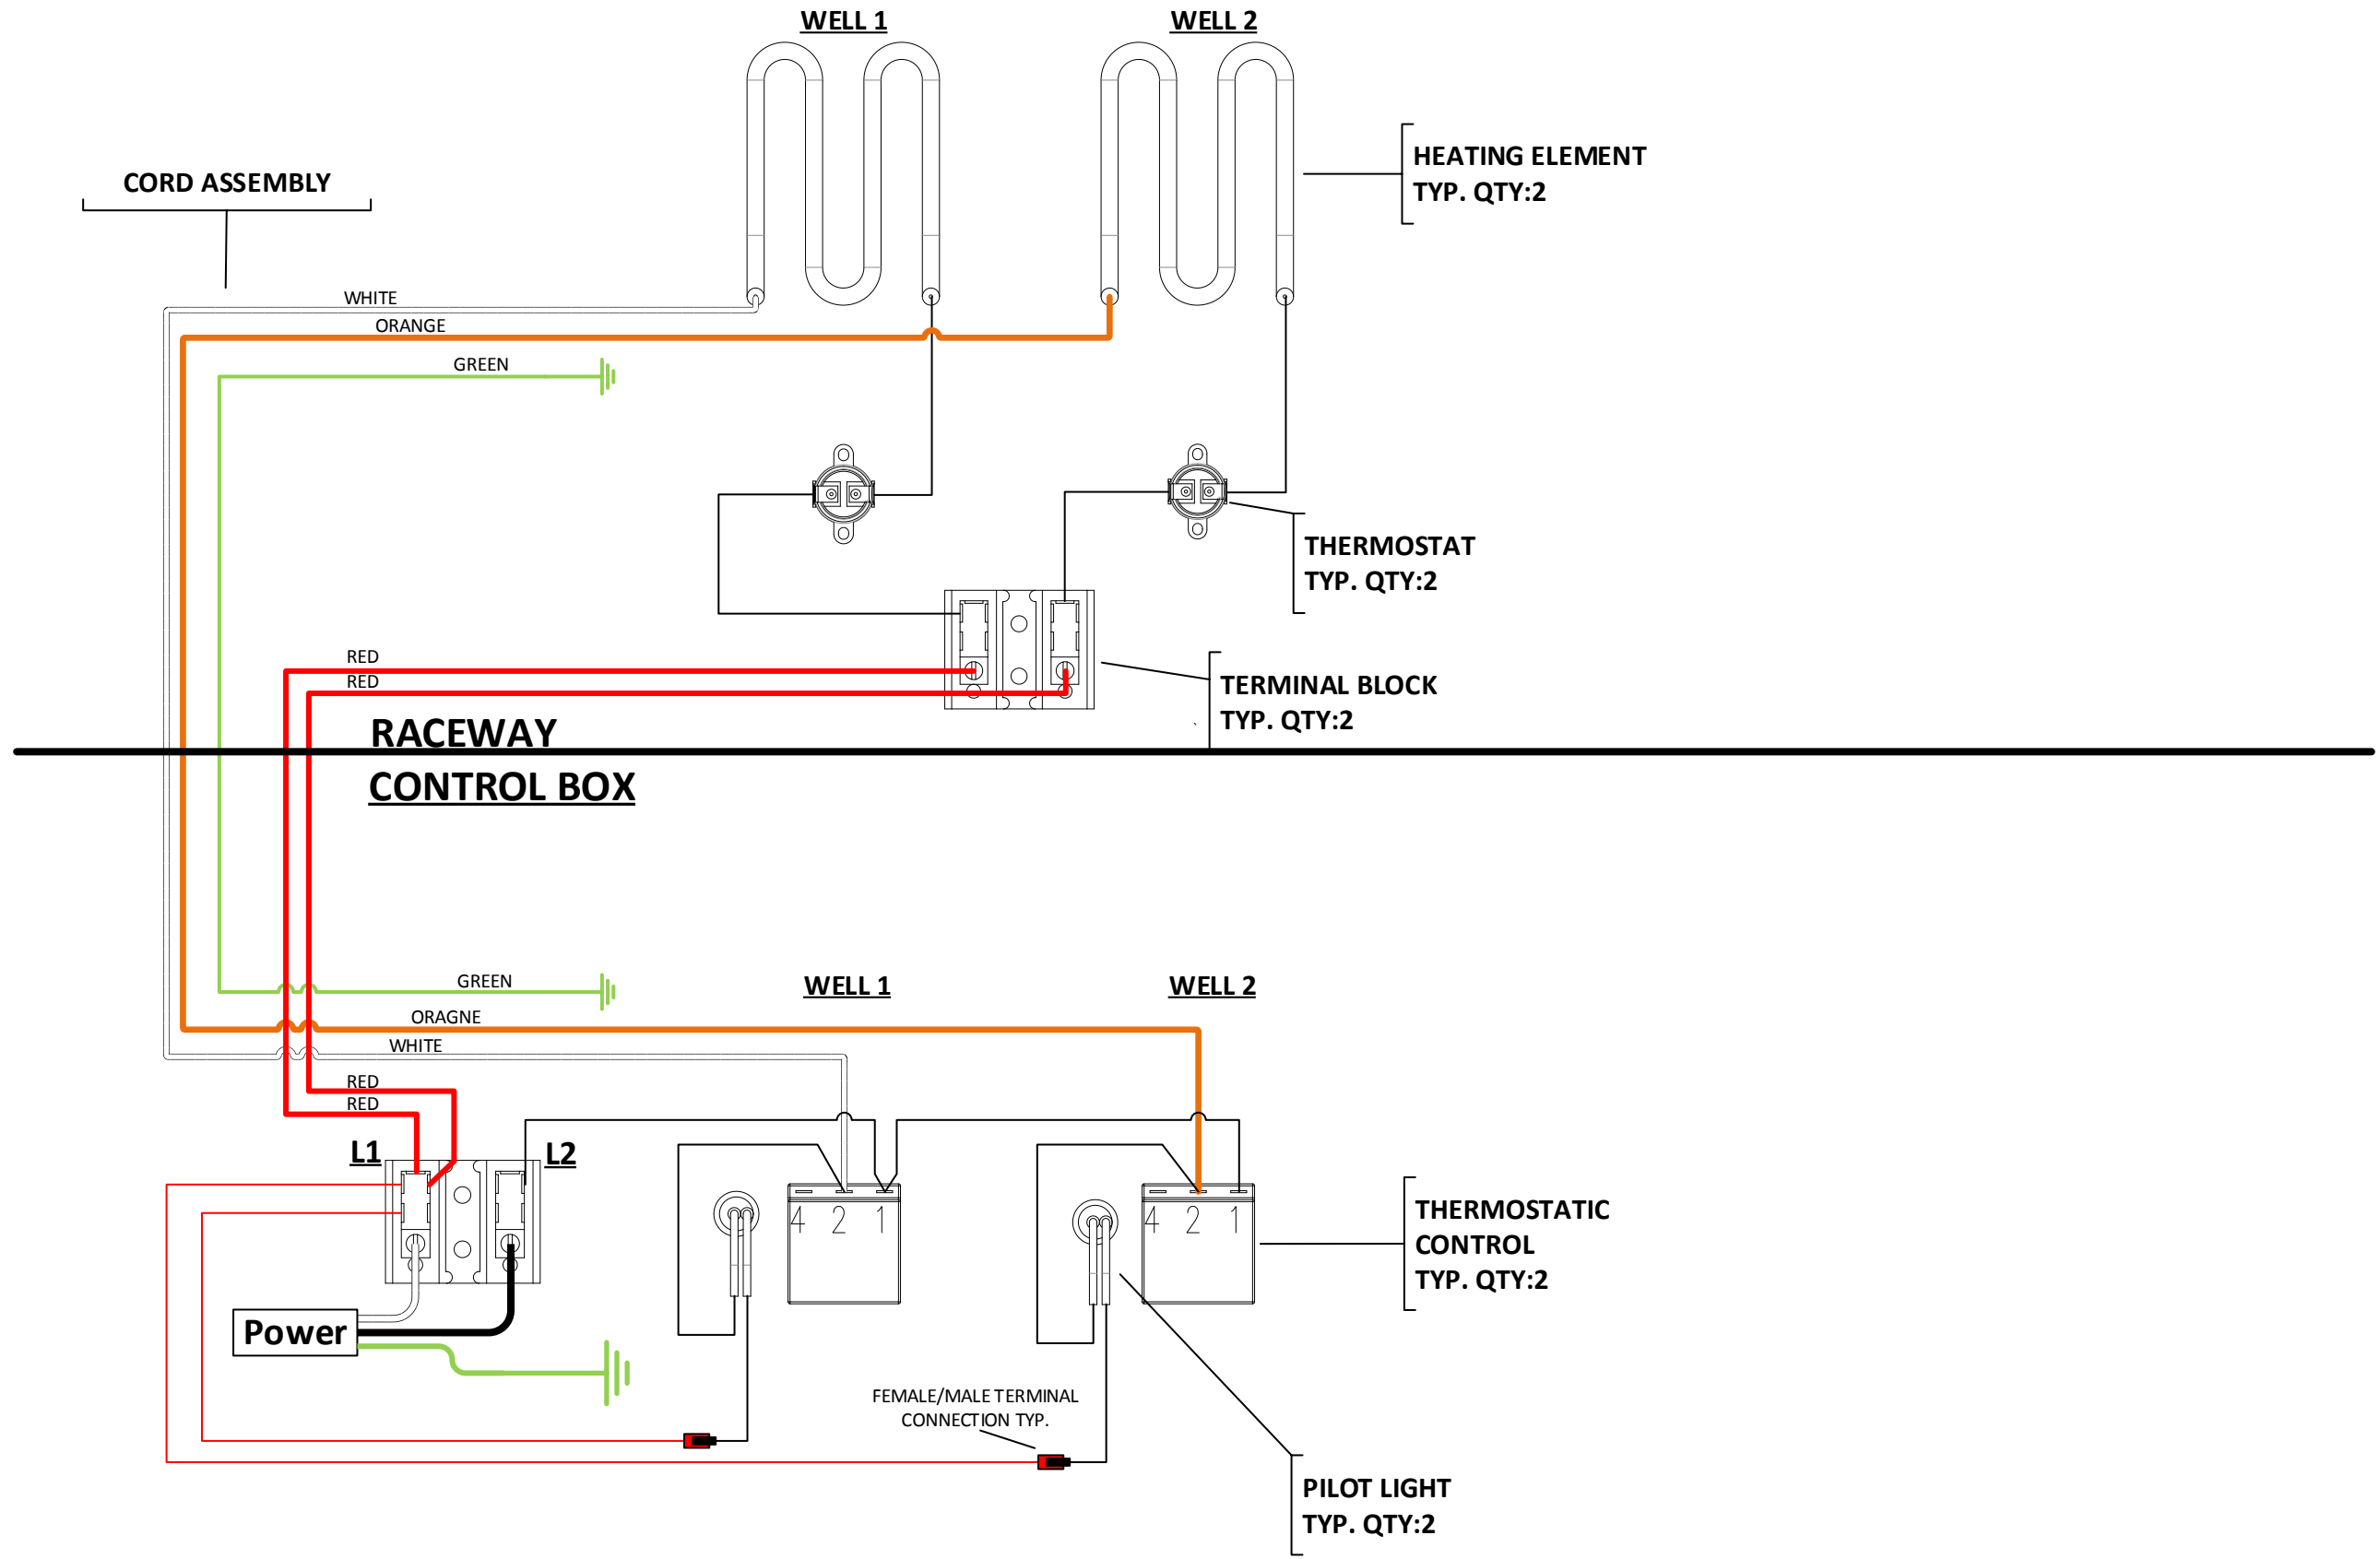 WELL 1
WELL 2
HEATING ELEMENT
TYP. QTY:2
CORD ASSEMBLY
WHITE
ORANGE
GREEN
THERMOSTAT
TYP. QTY:2
RED
RED
TERMINAL BLOCK
TYP. QTY:2
RACEWAY
CONTROL BOX
GREEN
WELL 1
WELL 2
ORAGNE
WHITE
RED
RED
L1
L2
4 2 1
4 2 1
THERMOSTATIC
CONTROL
TYP. QTY:2
Power
FEMALE/MALE TERMINAL
CONNECTION TYP.
PILOT LIGHT
TYP. QTY:2